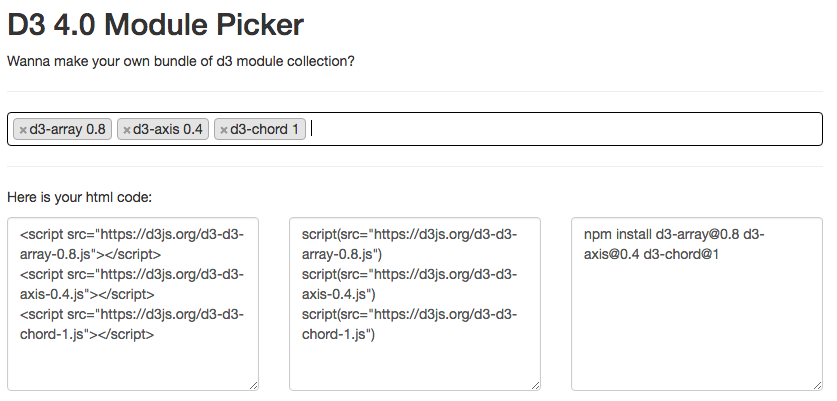 D3 4.0 Module Picker
Wanna make your own bundle of d3 module collection?
×d3-array 0.8 ×d3-axis 0.4 ×d3-chord 1
Here is your html code:
<script src="https://d3js.org/d3-d3-
array-0.8.js"></script>
<script src="https://d3js.org/d3-d3-
axis-0.4.js"></script>
<script src="https://d3js.org/d3-d3-
chord-1.js"></script>
script(src="https://d3js.org/d3-d3-
array-0.8.js")
script(src="https://d3js.org/d3-d3-
axis-0.4.js")
script(src="https://d3js.org/d3-d3-
chord-1.js")
npm install d3-array@0.8 d3-
axis@0.4 d3-chord@1